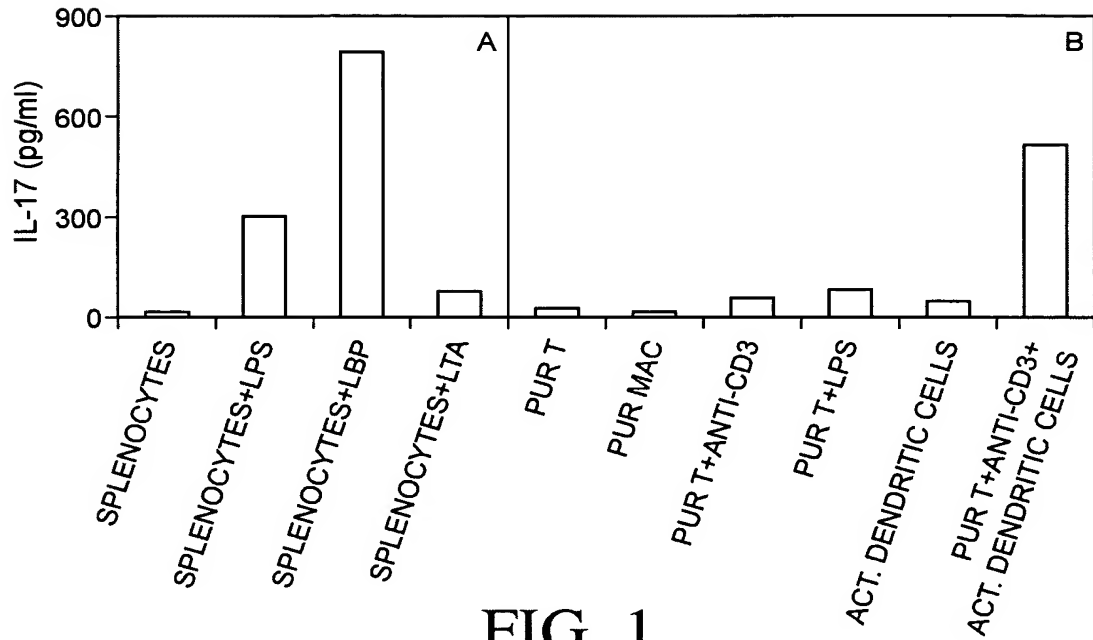 900
600
300
0
IL-17 (pg/ml)
A
B
SPLENOCYTES
SPLENOCYTES+LPS
SPLENOCYTES+LBP
SPLENOCYTES+LTA
PUR T
PUR MAC
PUR T+ANTI-CD3
PUR T+LPS
ACT. DENDRITIC CELLS
PUR T+ANTI-CD3+
ACT. DENDRITIC CELLS
FIG. 1